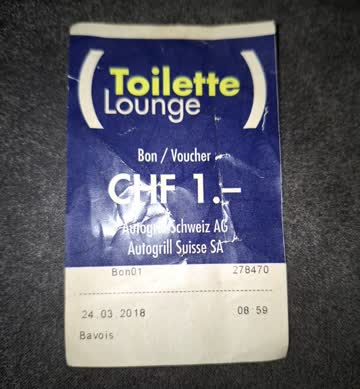 Toilette
Lounge
Bon / Voucher
CHF 1.–
Autogrill Schweiz AG
Autogrill Suisse SA
Bon01 278470
24.03.2018 08:59
Bavois